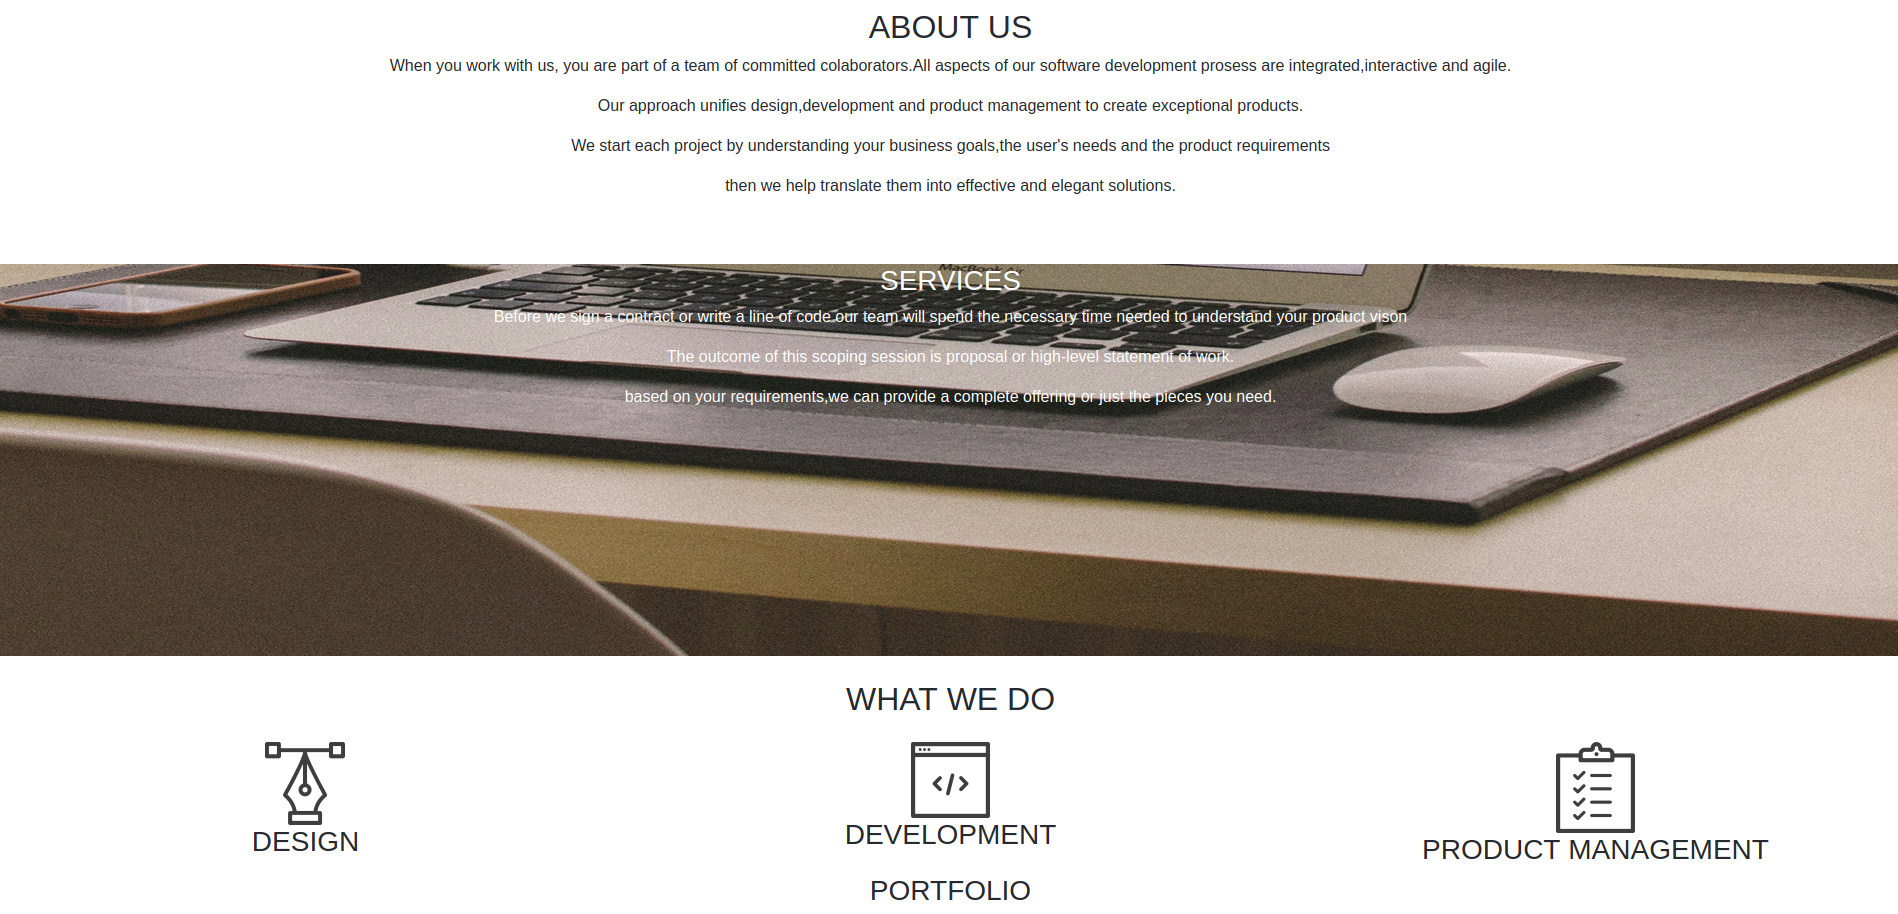 ABOUT US
When you work with us, you are part of a team of committed colaborators.All aspects of our software development prosess are integrated,interactive and agile.
Our approach unifies design,development and product management to create exceptional products.
We start each project by understanding your business goals,the user's needs and the product requirements
then we help translate them into effective and elegant solutions.
SERVICES
Before we sign a contract or write a line of code our team will spend the necessary time needed to understand your product vison
The outcome of this scoping session is proposal or high-level statement of work.
based on your requirements,we can provide a complete offering or just the pieces you need.
WHAT WE DO
DESIGN
DEVELOPMENT
PRODUCT MANAGEMENT
PORTFOLIO